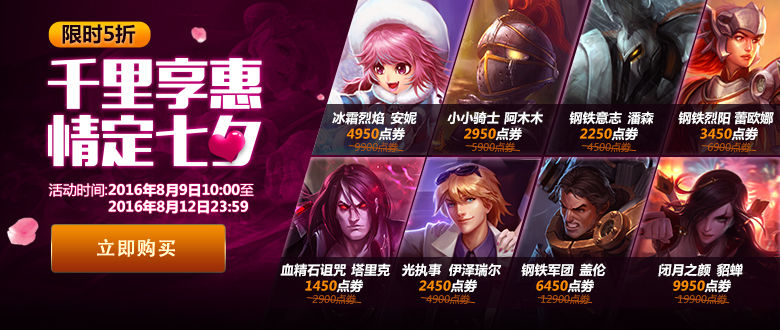 限时5折
千里享惠
情定七夕
活动时间:2016年8月9日10:00至
2016年8月12日23:59
立即购买
冰霜烈焰 安妮
4950点券
9900点券
小小骑士 阿木木
2950点券
5900点券
钢铁意志 潘森
2250点券
4500点券
钢铁烈阳 蕾欧娜
3450点券
6900点券
血精石诅咒 塔里克
1450点券
2900点券
光执事 伊泽瑞尔
2450点券
4900点券
钢铁军团 盖伦
6450点券
12900点券
闭月之颜 貂蝉
9950点券
19900点券